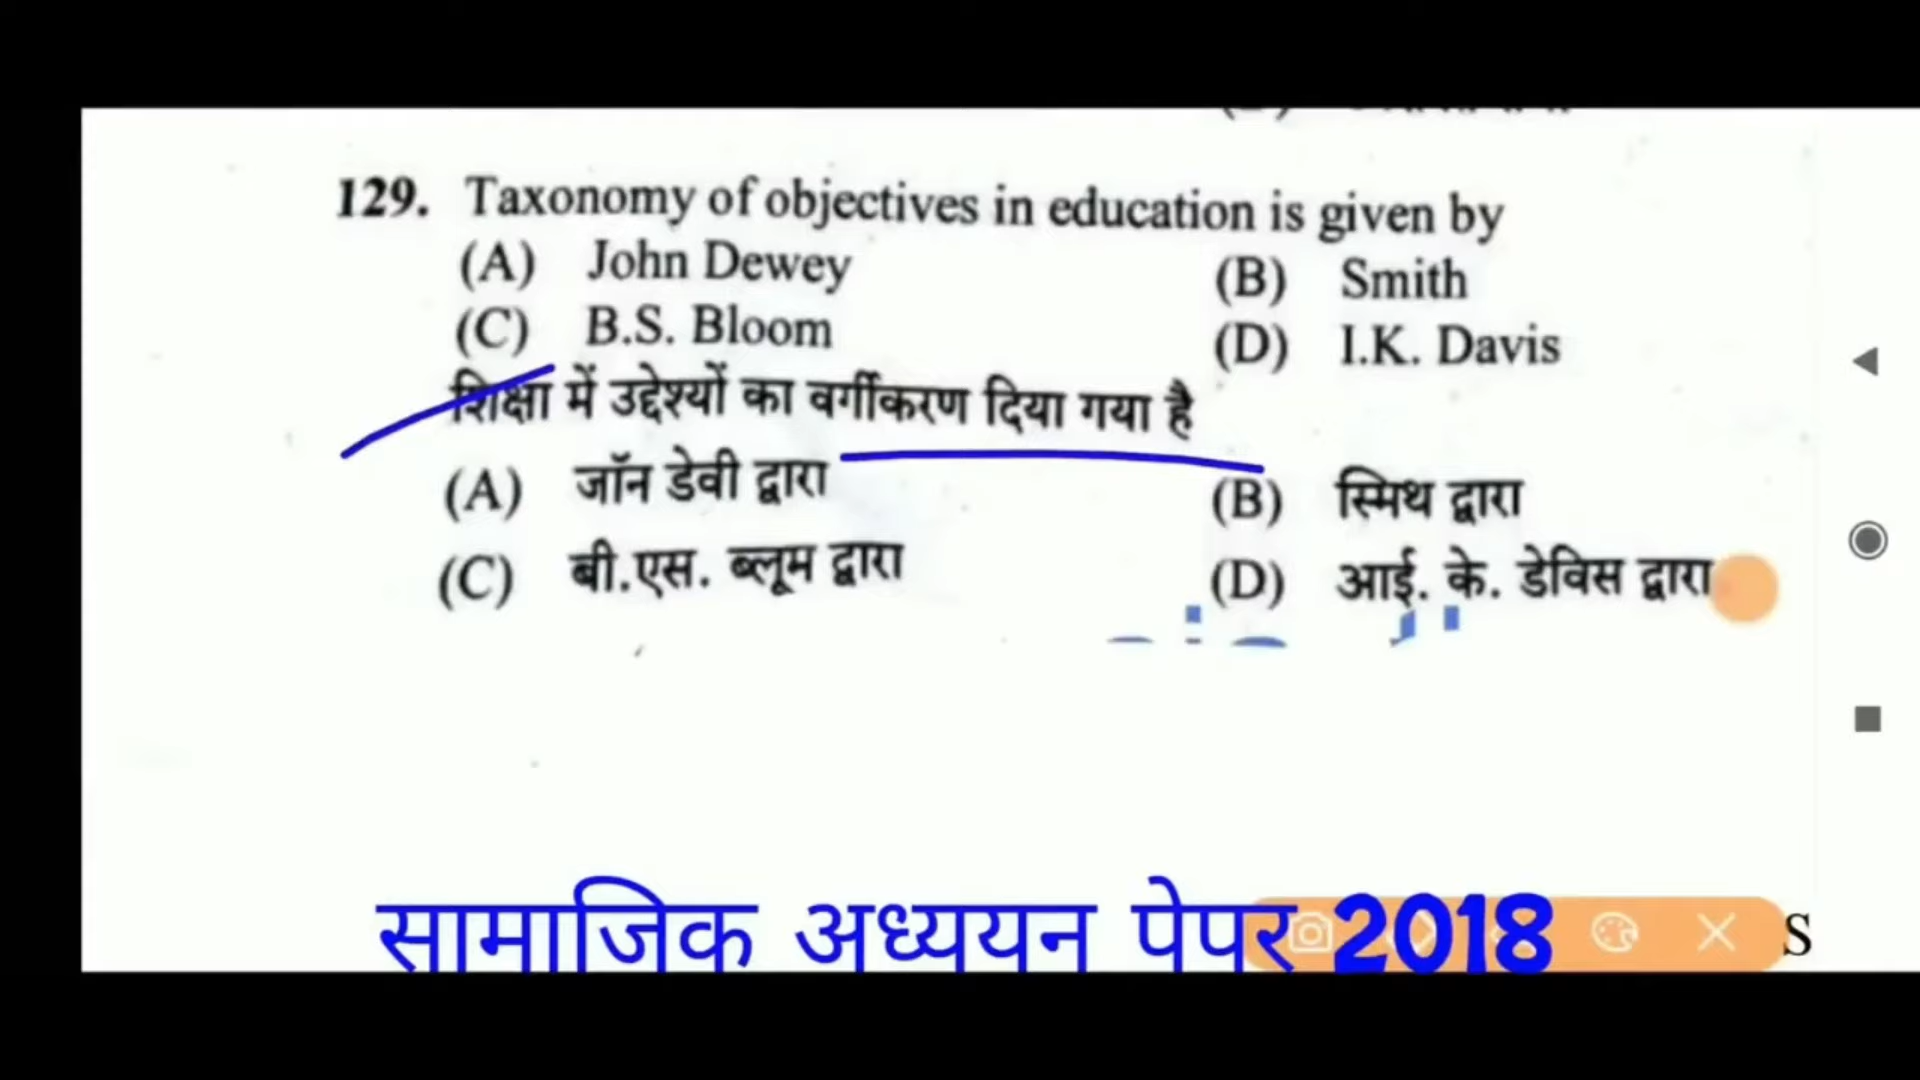 129. Taxonomy of objectives in education is given by
(A) John Dewey (B) Smith
(C) B.S. Bloom (D) I.K. Davis
शिक्षा में उद्देश्यों का वर्गीकरण दिया गया है
(A) जॉन डेवी द्वारा (B) स्मिथ द्वारा
(C) बी.एस. ब्लूम द्वारा (D) आई. के. डेविस द्वारा
सामाजिक अध्ययन पेपर 2018 S